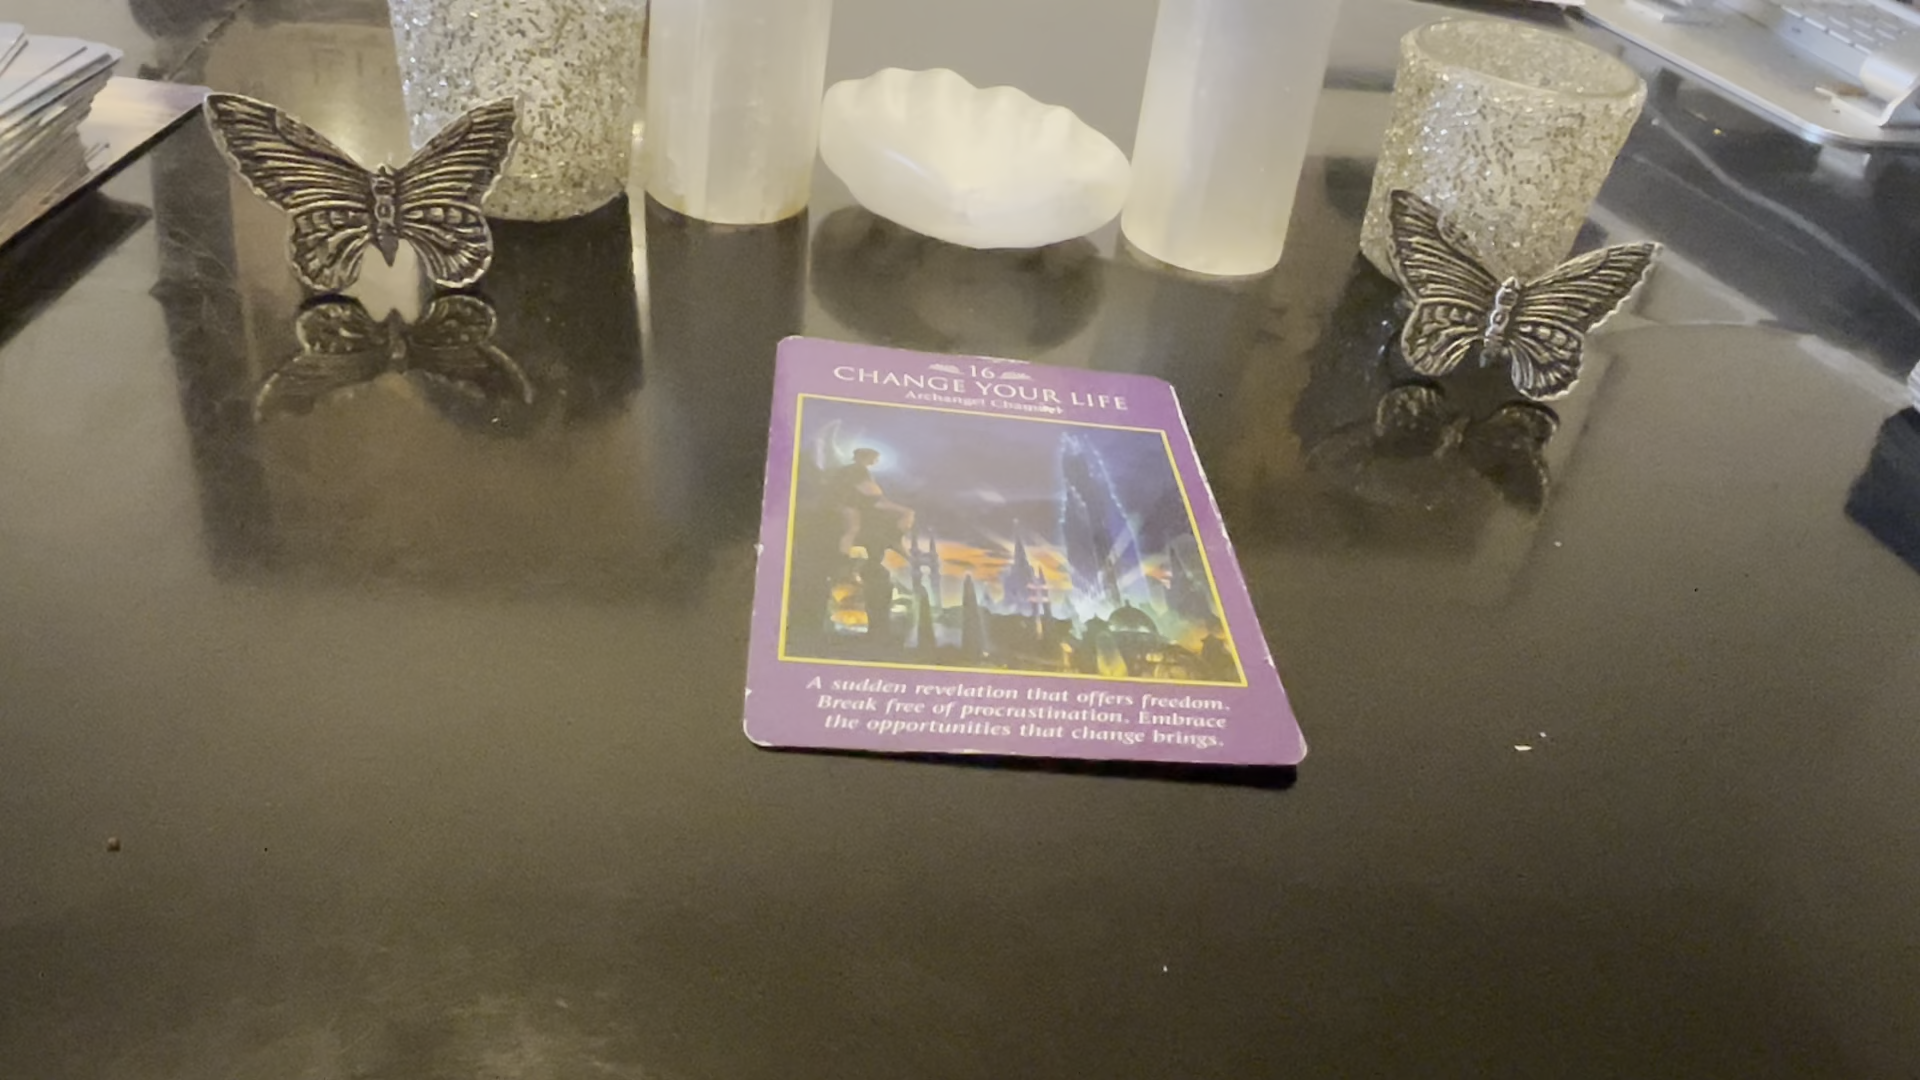 16
CHANGE YOUR LIFE
Archangel Chamuel
A sudden revelation that offers freedom.
Break free of procrastination. Embrace
the opportunities that change brings.